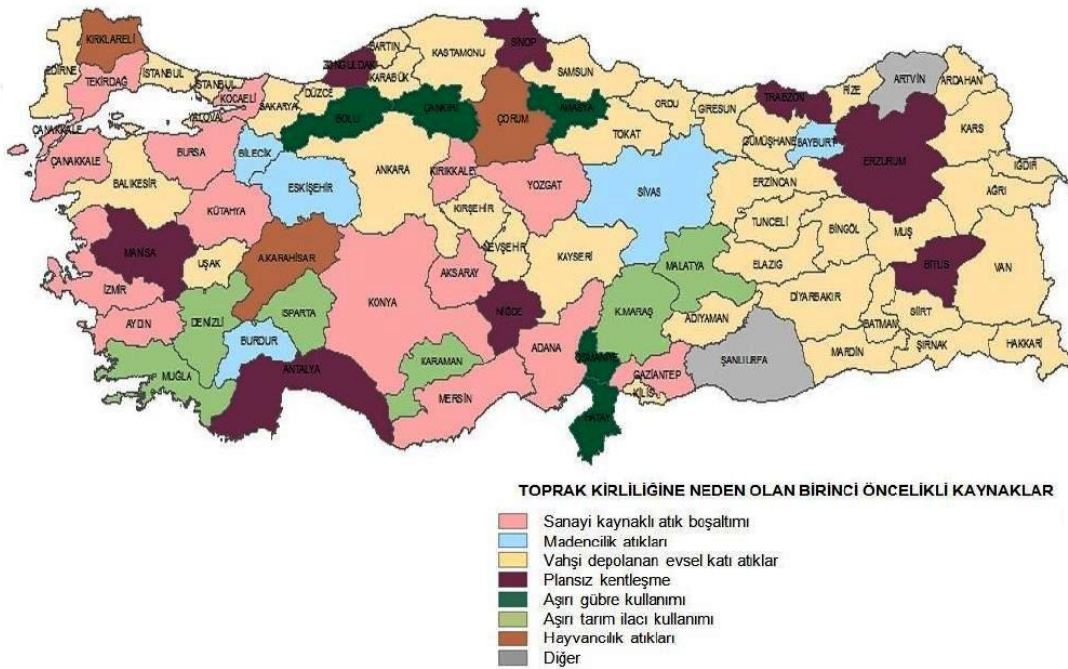 KIRKLARELİ
EDİRNE
TEKİRDAĞ
İSTANBUL
İSTANBUL
KOCAELİ
YALOVA
SAKARYA
DÜZCE
ZONGULDAK
BARTIN
KARABÜK
KASTAMONU
SİNOP
SAMSUN
ORDU
GİRESUN
TRABZON
RİZE
ARTVİN
ARDAHAN
KARS
IĞDIR
AĞRI
ERZURUM
BAYBURT
GÜMÜŞHANE
TOKAT
AMASYA
ÇORUM
ÇANKIRI
BOLU
BİLECİK
BURSA
ÇANAKKALE
ÇANAKKALE
BALIKESİR
KÜTAHYA
ESKİŞEHİR
ANKARA
KIRIKKALE
YOZGAT
SİVAS
ERZİNCAN
TUNCELİ
BİNGÖL
MUŞ
BİTLİS
VAN
ELAZIĞ
MALATYA
KAYSERİ
NEVŞEHİR
KIRŞEHİR
AKSARAY
KONYA
A.KARAHİSAR
UŞAK
MANİSA
İZMİR
AYDIN
DENİZLİ
ISPARTA
BURDUR
MUĞLA
ANTALYA
KARAMAN
MERSİN
NİĞDE
ADANA
OSMANİYE
HATAY
K.MARAŞ
GAZİANTEP
KİLİS
ADIYAMAN
ŞANLIURFA
DİYARBAKIR
BATMAN
MARDİN
SİİRT
ŞIRNAK
HAKKARİ
TOPRAK KİRLİLİĞİNE NEDEN OLAN BİRİNCİ ÖNCELİKLİ KAYNAKLAR
Sanayi kaynaklı atık boşaltımı
Madencilik atıkları
Vahşi depolanan evsel katı atıklar
Plansız kentleşme
Aşırı gübre kullanımı
Aşırı tarım ilacı kullanımı
Hayvancılık atıkları
Diğer